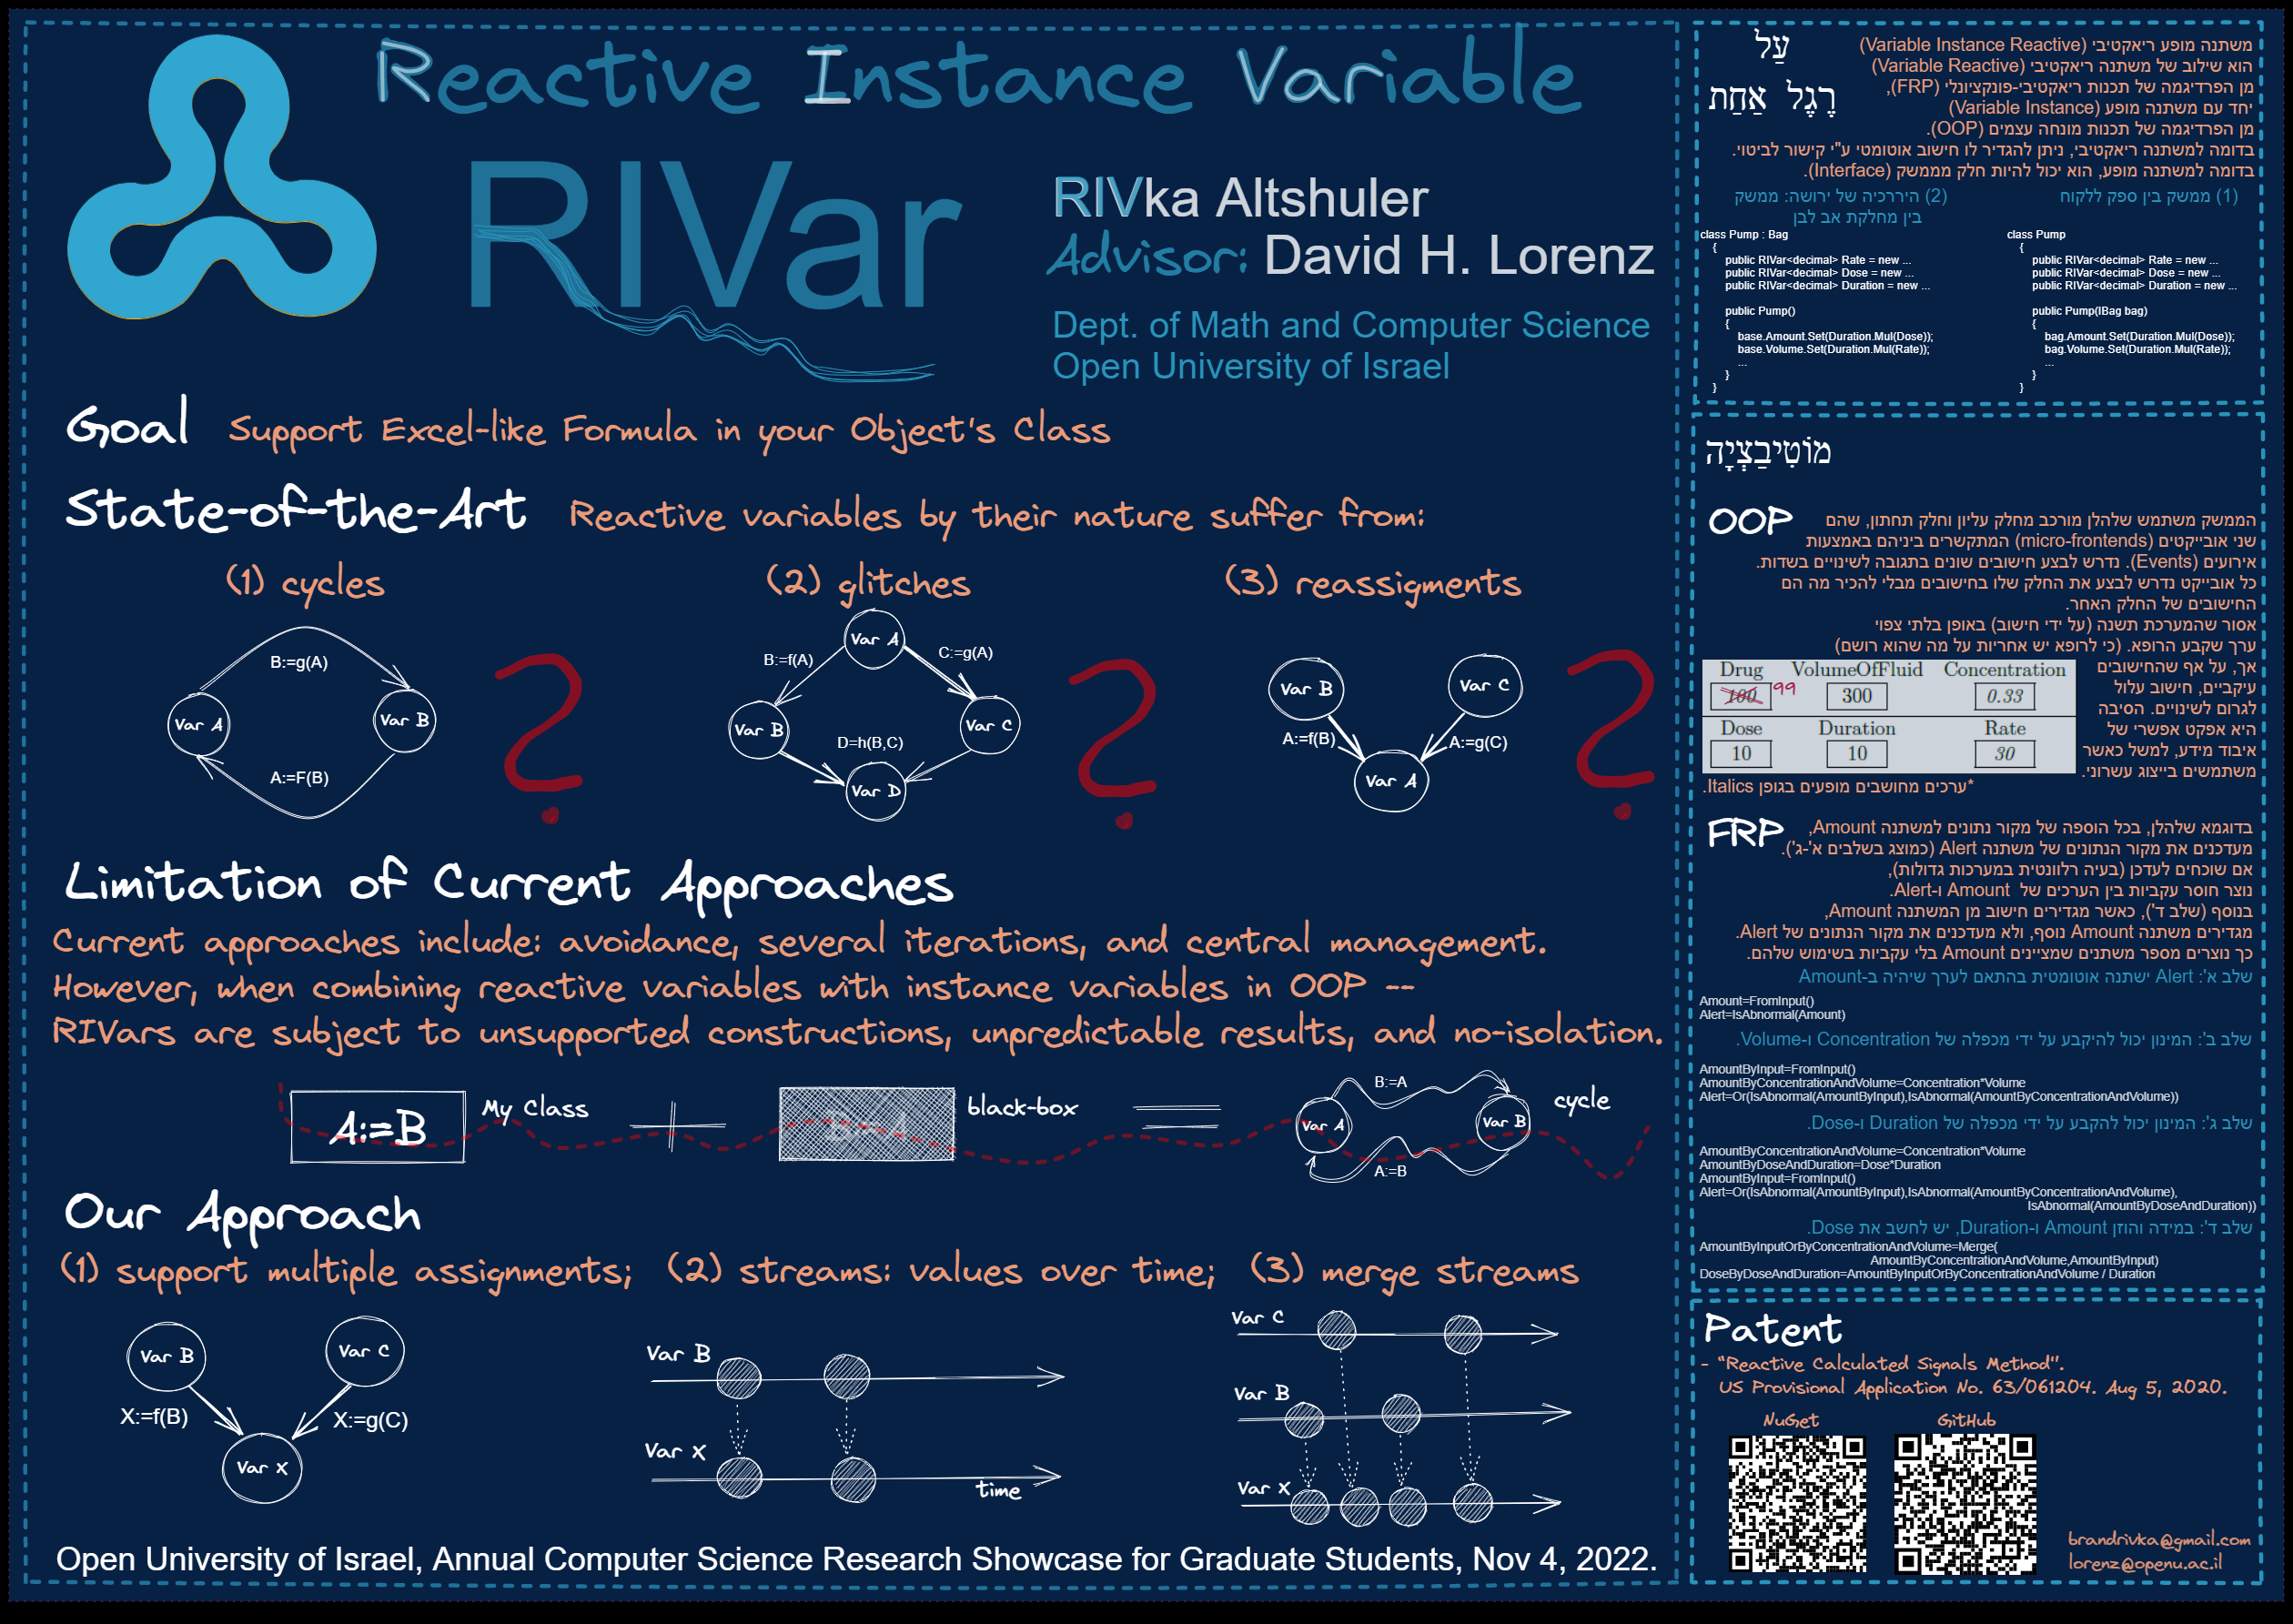 Reactive Instance Variable
RIVar
RIVka Altshuler
Advisor: David H. Lorenz
Dept. of Math and Computer Science
Open University of Israel
Goal Support Excel-like Formula in your Object's Class
State-of-the-Art Reactive variables by their nature suffer from:
(1) cycles
B:=g(A)
Var A
Var B
A:=F(B)
?
(2) glitches
Var A
B:=f(A)
C:=g(A)
Var B
Var C
D=h(B,C)
Var D
?
(3) reassigments
Var B
Var C
A:=f(B)
A:=g(C)
Var A
?
Limitation of Current Approaches
Current approaches include: avoidance, several iterations, and central management.
However, when combining reactive variables with instance variables in OOP --
RIVars are subject to unsupported constructions, unpredictable results, and no-isolation.
A:=B
My Class
+
B:=A
black-box
=
B:=A
Var A
Var B
A:=B
cycle
Our Approach
(1) support multiple assignments; (2) streams: values over time; (3) merge streams
Var B
Var C
X:=f(B)
X:=g(C)
Var X
Var B
Var X
time
Var C
Var B
Var X
Open University of Israel, Annual Computer Science Research Showcase for Graduate Students, Nov 4, 2022.
עַל
רֶגֶל אַחַת
משתנה מופע ריאקטיבי (Variable Instance Reactive)
הוא שילוב של משתנה ריאקטיבי (Variable Reactive)
מן הפרדיגמה של תכנות ריאקטיבי-פונקציונלי (FRP),
יחד עם משתנה מופע (Variable Instance)
מן הפרדיגמה של תכנות מונחה עצמים (OOP).
בדומה למשתנה ריאקטיבי, ניתן להגדיר לו חישוב אוטומטי ע"י קישור לביטוי.
בדומה למשתנה מופע, הוא יכול להיות חלק מממשק (Interface).
(1) ממשק בין ספק ללקוח
class Pump
{
public RIVar<decimal> Rate = new ...
public RIVar<decimal> Dose = new ...
public RIVar<decimal> Duration = new ...
public Pump(IBag bag)
{
bag.Amount.Set(Duration.Mul(Dose));
bag.Volume.Set(Duration.Mul(Rate));
...
}
}
(2) היררכיה של ירושה: ממשק
בין מחלקת אב לבן
class Pump : Bag
{
public RIVar<decimal> Rate = new ...
public RIVar<decimal> Dose = new ...
public RIVar<decimal> Duration = new ...
public Pump()
{
base.Amount.Set(Duration.Mul(Dose));
base.Volume.Set(Duration.Mul(Rate));
...
}
}
מוֹטִיבַצְיָה
OOP
הממשק משתמש שלהלן מורכב מחלק עליון וחלק תחתון, שהם
שני אובייקטים (micro-frontends) המתקשרים ביניהם באמצעות
אירועים (Events). נדרש לבצע חישובים שונים בתגובה לשינויים בשדות.
כל אובייקט נדרש לבצע את החלק שלו בחישובים מבלי להכיר מה הם
החישובים של החלק האחר.
אסור שהמערכת תשנה (על ידי חישוב) באופן בלתי צפוי
ערך שקבע הרופא. (כי לרופא יש אחריות על מה שהוא רושם)
אך, על אף שהחישובים
עיקביים, חישוב עלול
לגרום לשינויים. הסיבה
היא אפקט אפשרי של
איבוד מידע, למשל כאשר
משתמשים בייצוג עשרוני.
Drug VolumeOfFluid Concentration
100 99 300 0.33
Dose Duration Rate
10 10 30
*ערכים מחושבים מופעים בגופן Italics.
FRP
בדוגמא שלהלן, בכל הוספה של מקור נתונים למשתנה Amount,
מעדכנים את מקור הנתונים של משתנה Alert (כמוצג בשלבים א'-ג').
אם שוכחים לעדכן (בעיה רלוונטית במערכות גדולות),
נוצר חוסר עקביות בין הערכים של Amount ו-Alert.
בנוסף (שלב ד'), כאשר מגדירים חישוב מן המשתנה Amount,
מגדירים משתנה Amount נוסף, ולא מעדכנים את מקור הנתונים של Alert.
כך נוצרים מספר משתנים שמציינים Amount בלי עקביות בשימוש שלהם.
שלב א': Alert ישתנה אוטומטית בהתאם לערך שיהיה ב-Amount
Amount=FromInput()
Alert=IsAbnormal(Amount)
שלב ב': המינון יכול להיקבע על ידי מכפלה של Concentration ו-Volume.
AmountByInput=FromInput()
AmountByConcentrationAndVolume=Concentration*Volume
Alert=Or(IsAbnormal(AmountByInput),IsAbnormal(AmountByConcentrationAndVolume))
שלב ג': המינון יכול להקבע על ידי מכפלה של Duration ו-Dose.
AmountByConcentrationAndVolume=Concentration*Volume
AmountByDoseAndDuration=Dose*Duration
AmountByInput=FromInput()
Alert=Or(IsAbnormal(AmountByInput),IsAbnormal(AmountByConcentrationAndVolume),
IsAbnormal(AmountByDoseAndDuration))
שלב ד': במידה והוזן Amount ו-Duration, יש לחשב את Dose.
AmountByInputOrByConcentrationAndVolume=Merge(
AmountByConcentrationAndVolume,AmountByInput)
DoseByDoseAndDuration=AmountByInputOrByConcentrationAndVolume / Duration
Patent
- "Reactive Calculated Signals Method".
US Provisional Application No. 63/061204. Aug 5, 2020.
NuGet
GitHub
brandrivka@gmail.com
lorenz@openu.ac.il